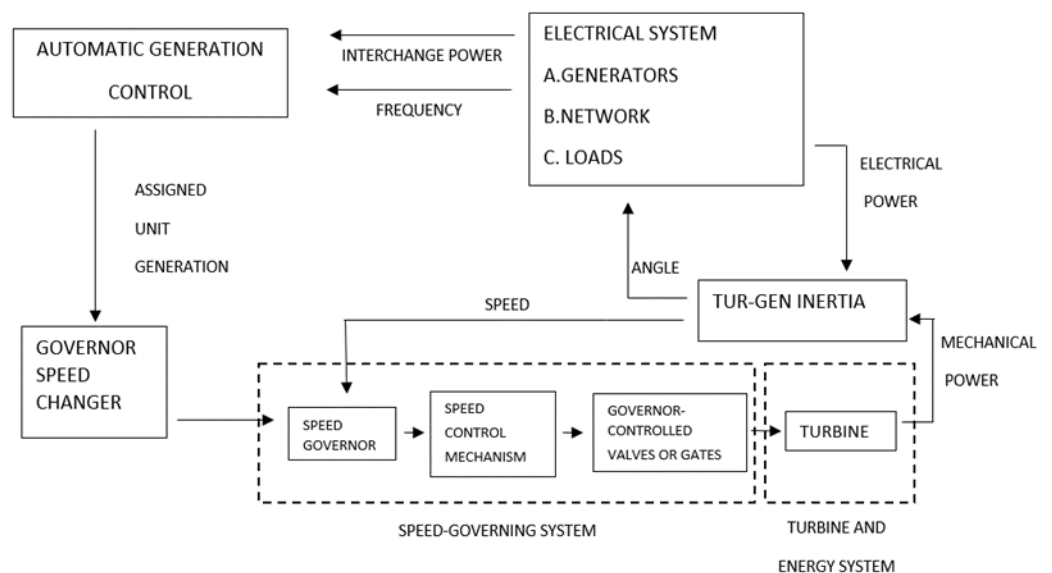 AUTOMATIC GENERATION
CONTROL
INTERCHANGE POWER
FREQUENCY
ELECTRICAL SYSTEM
A.GENERATORS
B.NETWORK
C. LOADS
ELECTRICAL
POWER
ASSIGNED
UNIT
GENERATION
ANGLE
SPEED
TUR-GEN INERTIA
MECHANICAL
POWER
GOVERNOR
SPEED
CHANGER
SPEED
GOVERNOR
SPEED
CONTROL
MECHANISM
GOVERNOR-
CONTROLLED
VALVES OR GATES
TURBINE
SPEED-GOVERNING SYSTEM
TURBINE AND
ENERGY SYSTEM